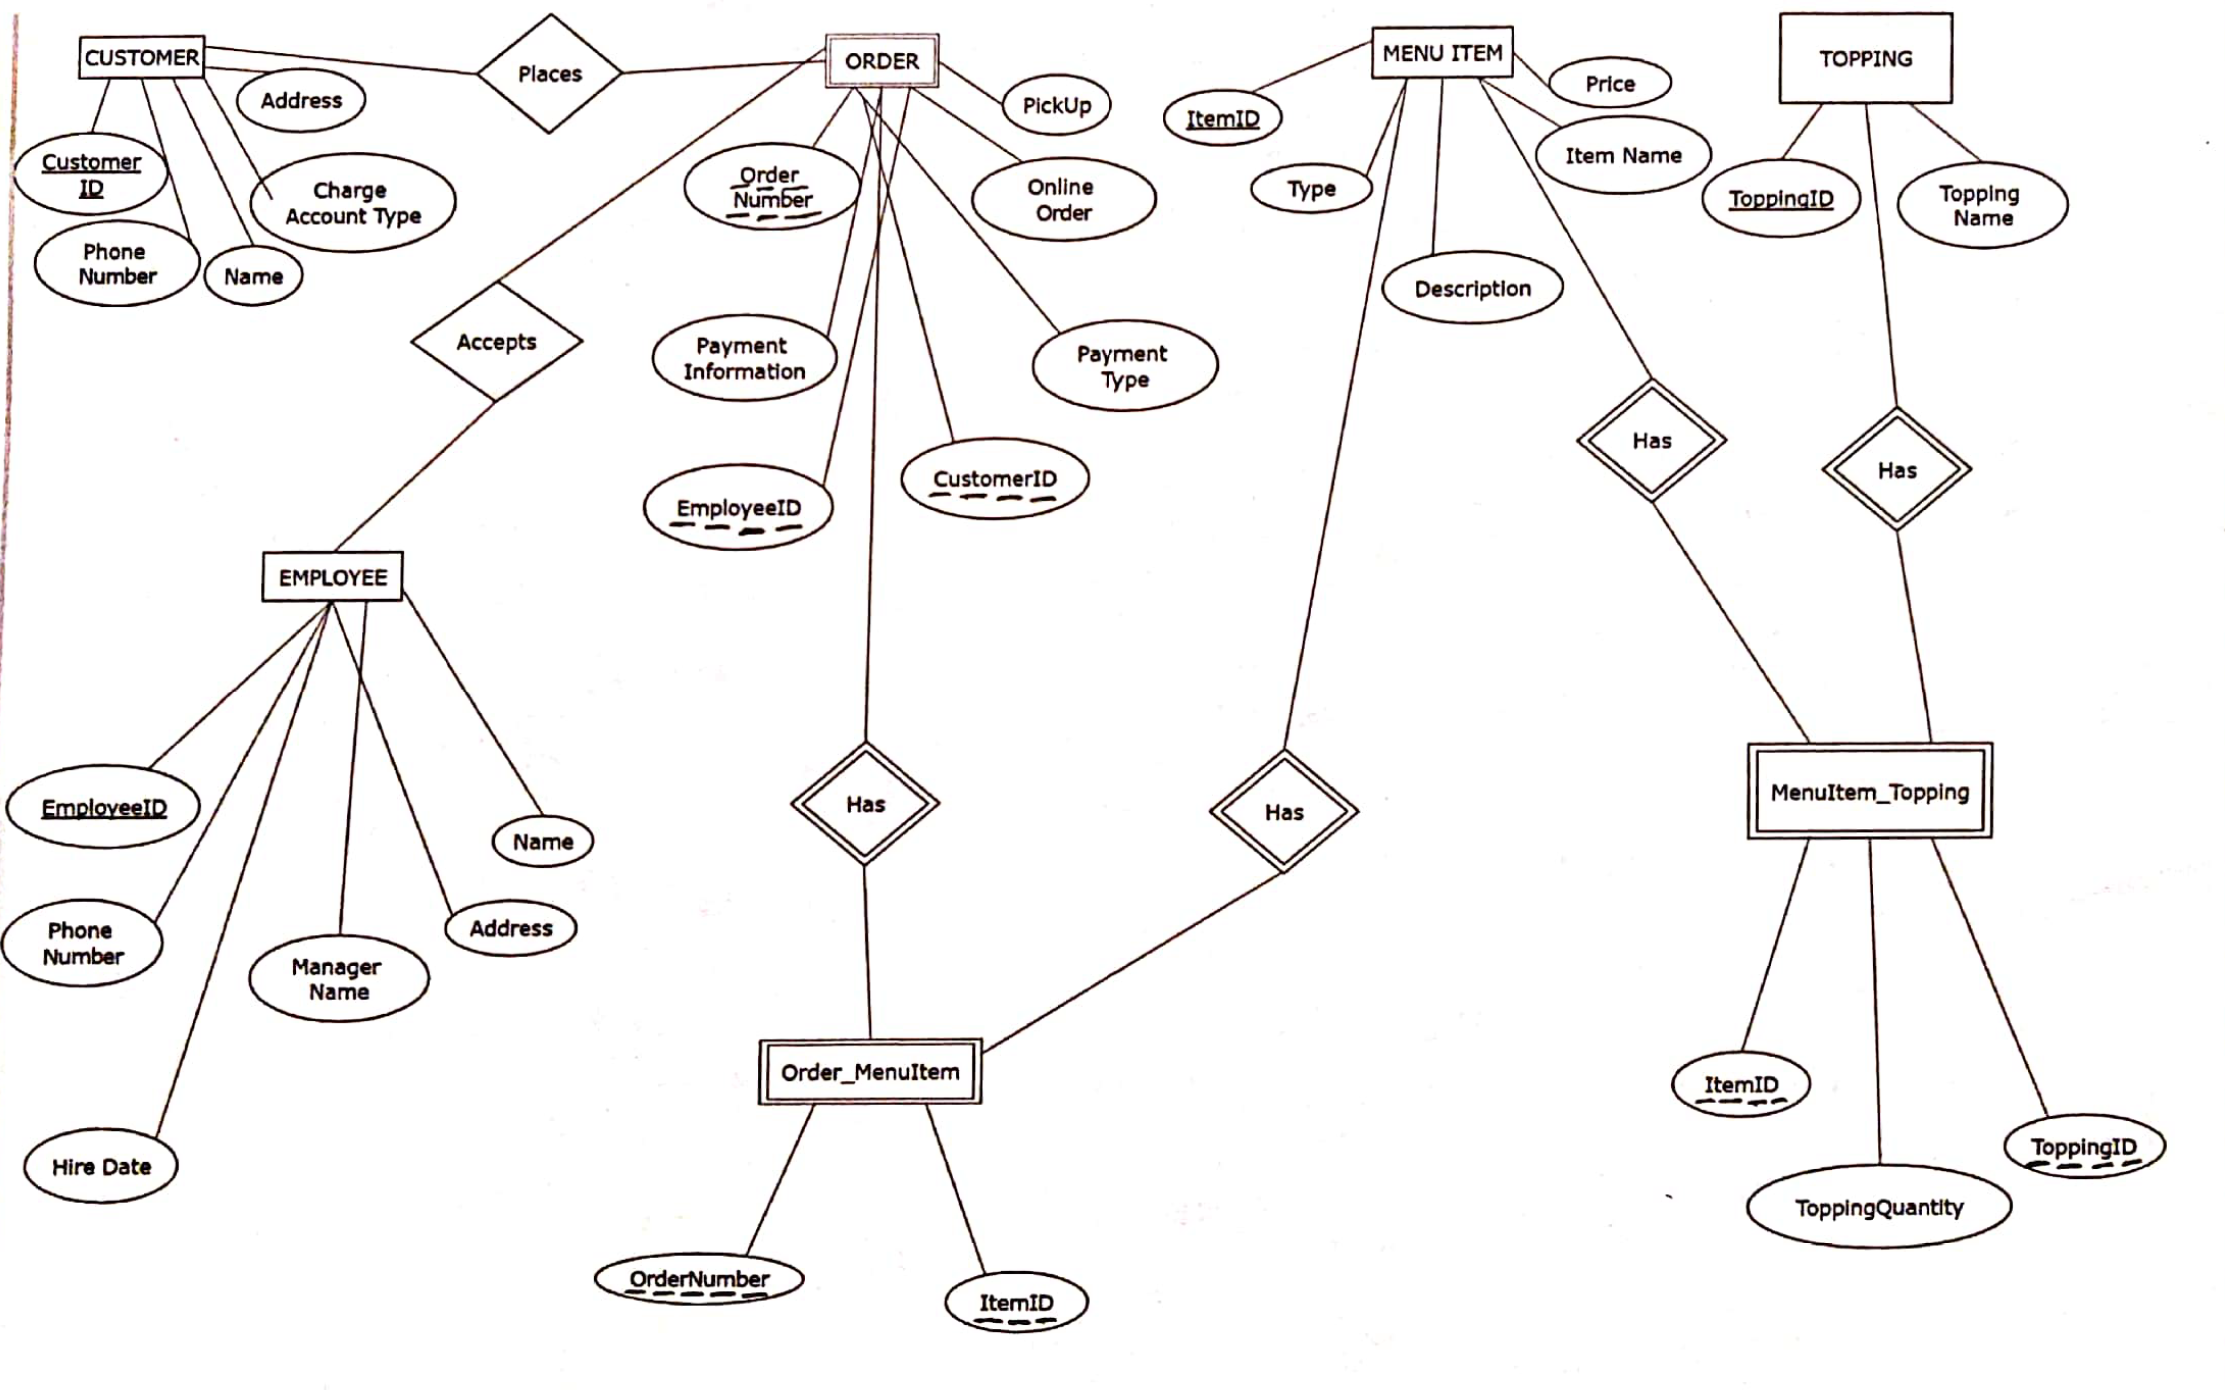 CUSTOMER
Places
ORDER
MENU ITEM
TOPPING
Address
PickUp
Price
ItemID
Customer
ID
Charge
Account Type
Order
Number
Online
Order
Type
Item Name
ToppingID
Topping
Name
Phone
Number
Name
Description
Accepts
Payment
Information
Payment
Type
Has
Has
EmployeeID
CustomerID
EMPLOYEE
EmployeeID
Name
Has
Has
MenuItem_Topping
Phone
Number
Manager
Name
Address
Order_MenuItem
ItemID
Hire Date
ToppingID
ToppingQuantity
OrderNumber
ItemID